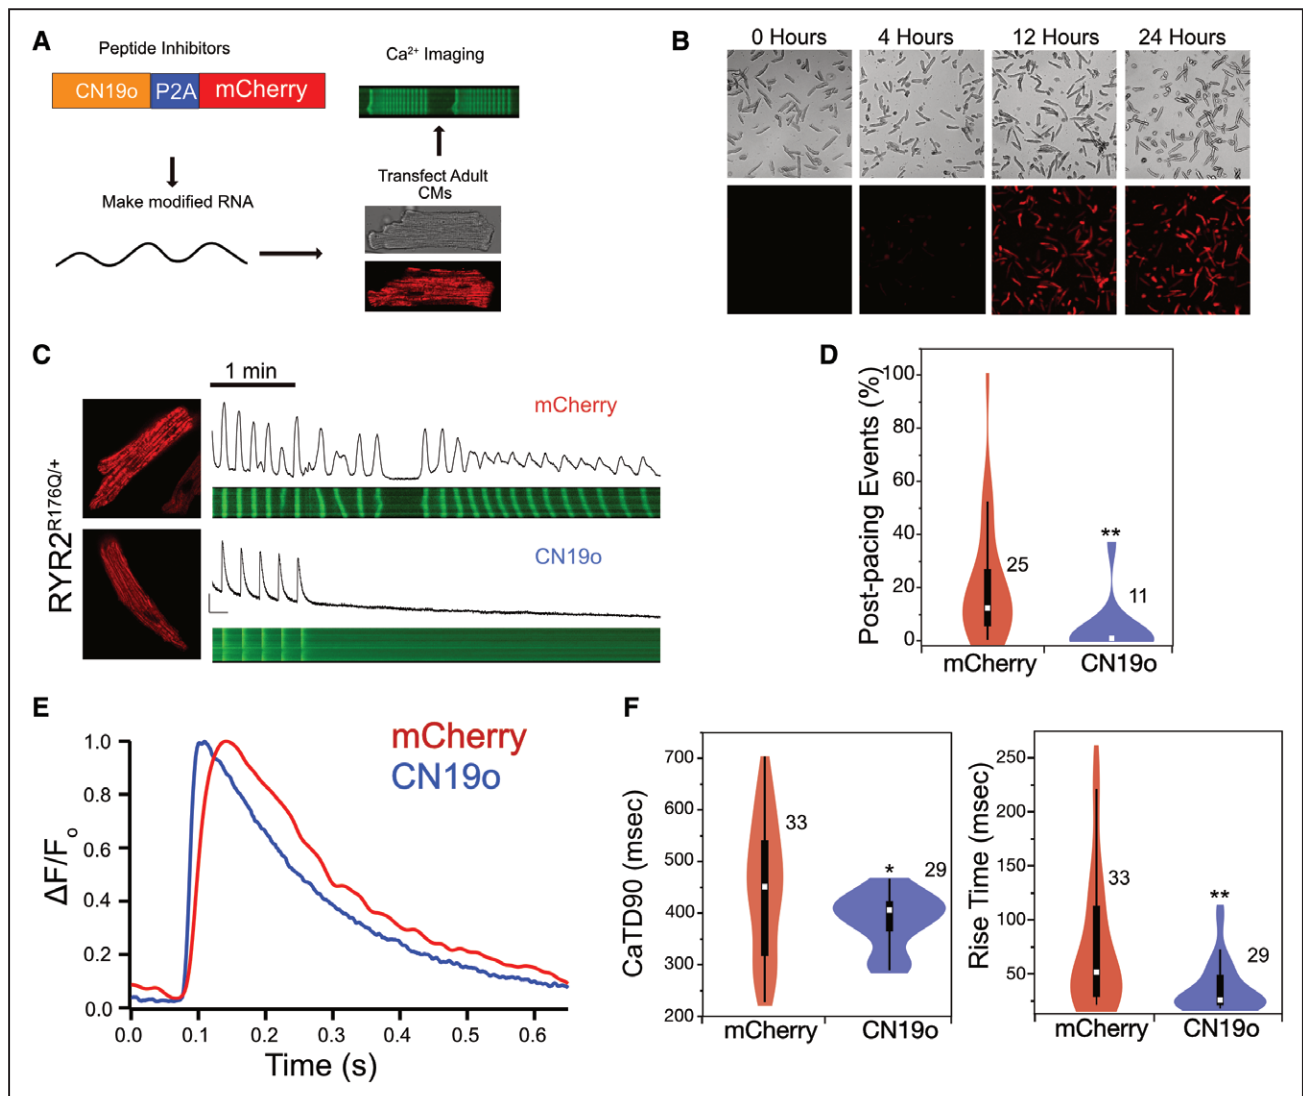 A
Peptide Inhibitors
CN19o P2A mCherry
Make modified RNA
Ca2+ Imaging
Transfect Adult
CMs
B
0 Hours 4 Hours 12 Hours 24 Hours
C
1 min
RYR2R176Q/+
mCherry
CN19o
D
Post-pacing Events (%)
100
80
60
40
20
0
25
**
11
mCherry CN19o
E
mCherry
CN19o
ΔF/Fo
1.0
0.8
0.6
0.4
0.2
0.0
0.0 0.1 0.2 0.3 0.4 0.5 0.6
Time (s)
F
CaTD90 (msec)
700
600
500
400
300
200
33
*
29
mCherry CN19o
Rise Time (msec)
250
200
150
100
50
33
**
29
mCherry CN19o